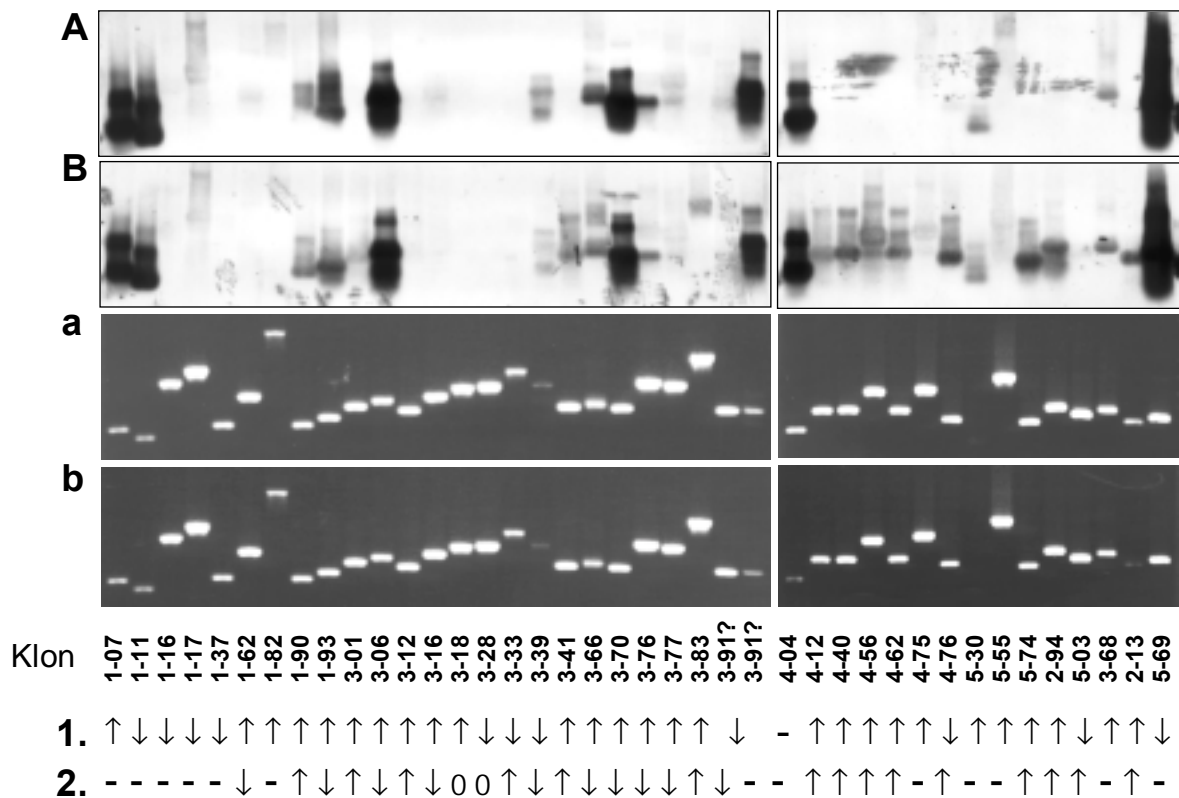 A
B
a
b
Klon 1-07 1-11 1-16 1-17 1-37 1-62 1-82 1-90 1-93 3-01 3-06 3-12 3-16 3-18 3-28 3-33 3-39 3-41 3-66 3-70 3-76 3-77 3-83 3-91? 3-91? 4-04 4-12 4-40 4-56 4-62 4-75 4-76 5-30 5-55 5-74 2-94 5-03 3-68 2-13 5-69
1. ↑ ↓ ↓ ↓ ↓ ↑ ↑ ↑ ↑ ↑ ↑ ↑ ↑ ↑ ↓ ↓ ↓ ↑ ↑ ↑ ↑ ↑ ↑ ↓ - ↑ ↑ ↑ ↑ ↑ ↓ ↑ ↑ ↑ ↑ ↓ ↑ ↑ ↓
2. - - - - - ↓ - ↑ ↓ ↑ ↓ ↑ ↓ 0 0 ↑ ↓ ↑ ↓ ↓ ↓ ↓ ↑ ↓ - - ↑ ↑ ↑ ↑ - ↑ - - ↑ ↑ ↑ - ↑ -